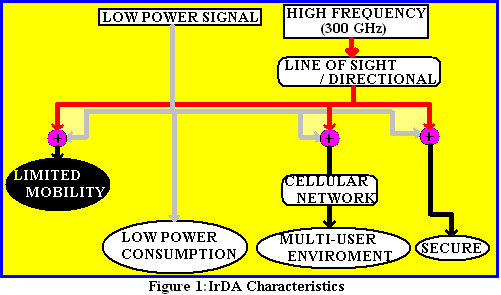 LOW POWER SIGNAL
HIGH FREQUENCY
(300 GHz)
LINE OF SIGHT
/ DIRECTIONAL
+
+
+
LIMITED
MOBILITY
CELLULAR
NETWORK
LOW POWER
CONSUMPTION
MULTI-USER
ENVIROMENT
SECURE
Figure 1:IrDA Characteristics